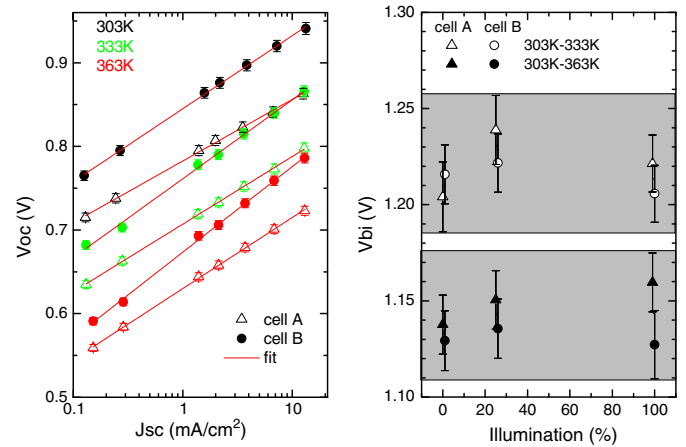 303K
333K
363K
0.9
0.8
0.7
0.6
0.5
Voc (V)
cell A
cell B
fit
0.1 1 10
Jsc (mA/cm²)
1.30
1.25
1.20
1.15
1.10
Vbi (V)
cell A cell B
303K-333K
303K-363K
0 20 40 60 80 100
Illumination (%)